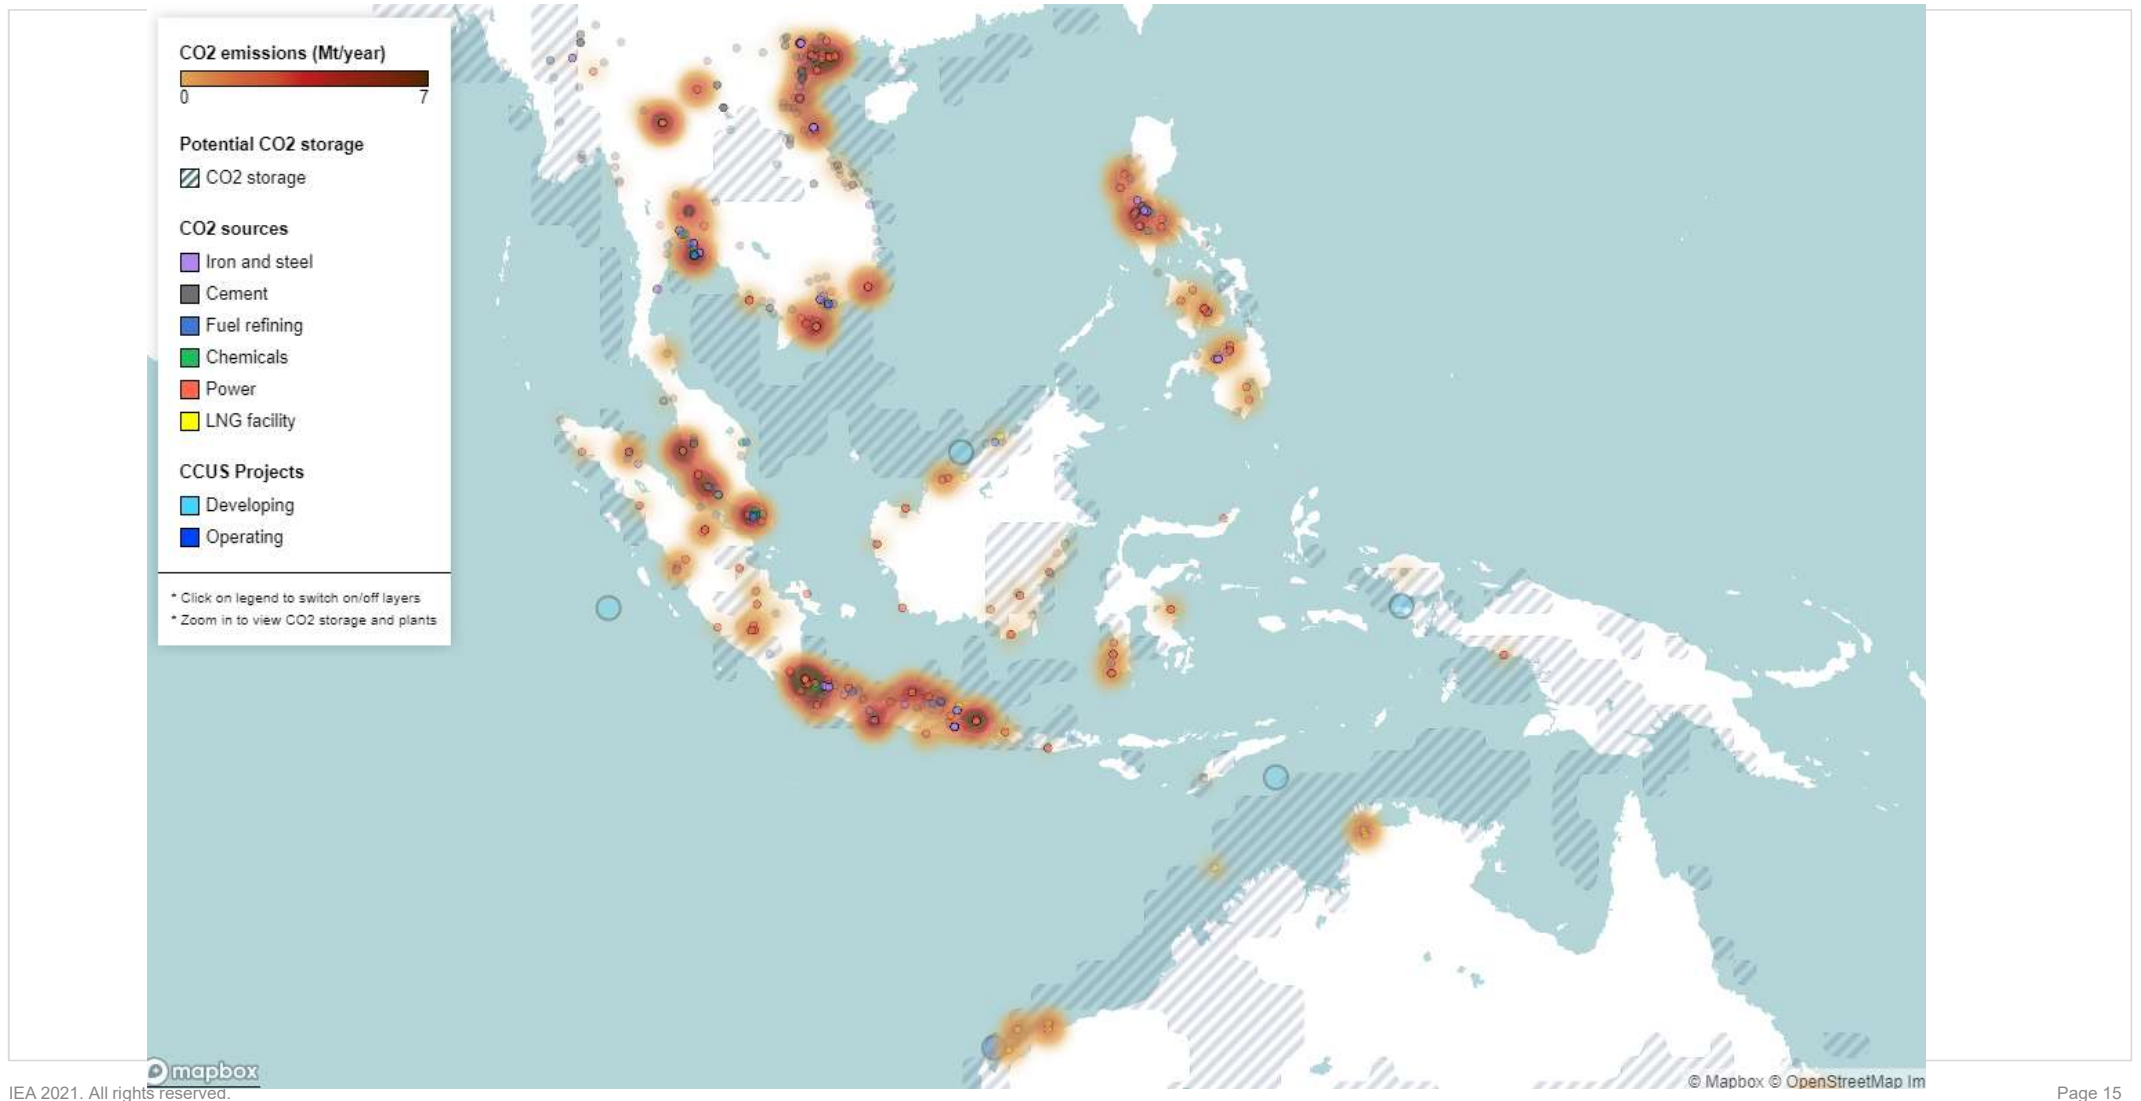 CO2 emissions (Mt/year)
0 7
Potential CO2 storage
CO2 storage
CO2 sources
Iron and steel
Cement
Fuel refining
Chemicals
Power
LNG facility
CCUS Projects
Developing
Operating
* Click on legend to switch on/off layers
* Zoom in to view CO2 storage and plants
mapbox
© Mapbox © OpenStreetMap Im
IEA 2021. All rights reserved.
Page 15